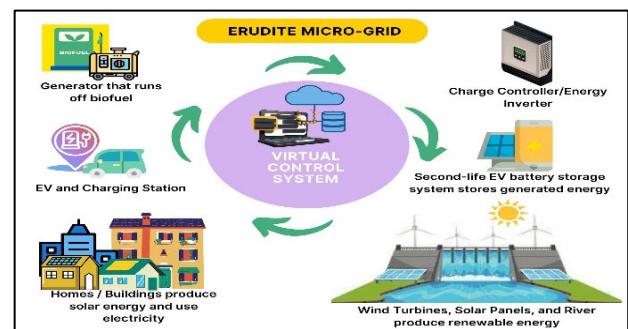 ERUDITE MICRO-GRID
BIOFUEL
Generator that runs
off biofuel
Charge Controller/Energy
Inverter
VIRTUAL
CONTROL
SYSTEM
EV and Charging Station
Second-life EV battery storage
system stores generated energy
Homes / Buildings produce
solar energy and use
electricity
Wind Turbines, Solar Panels, and River
produce renewable energy